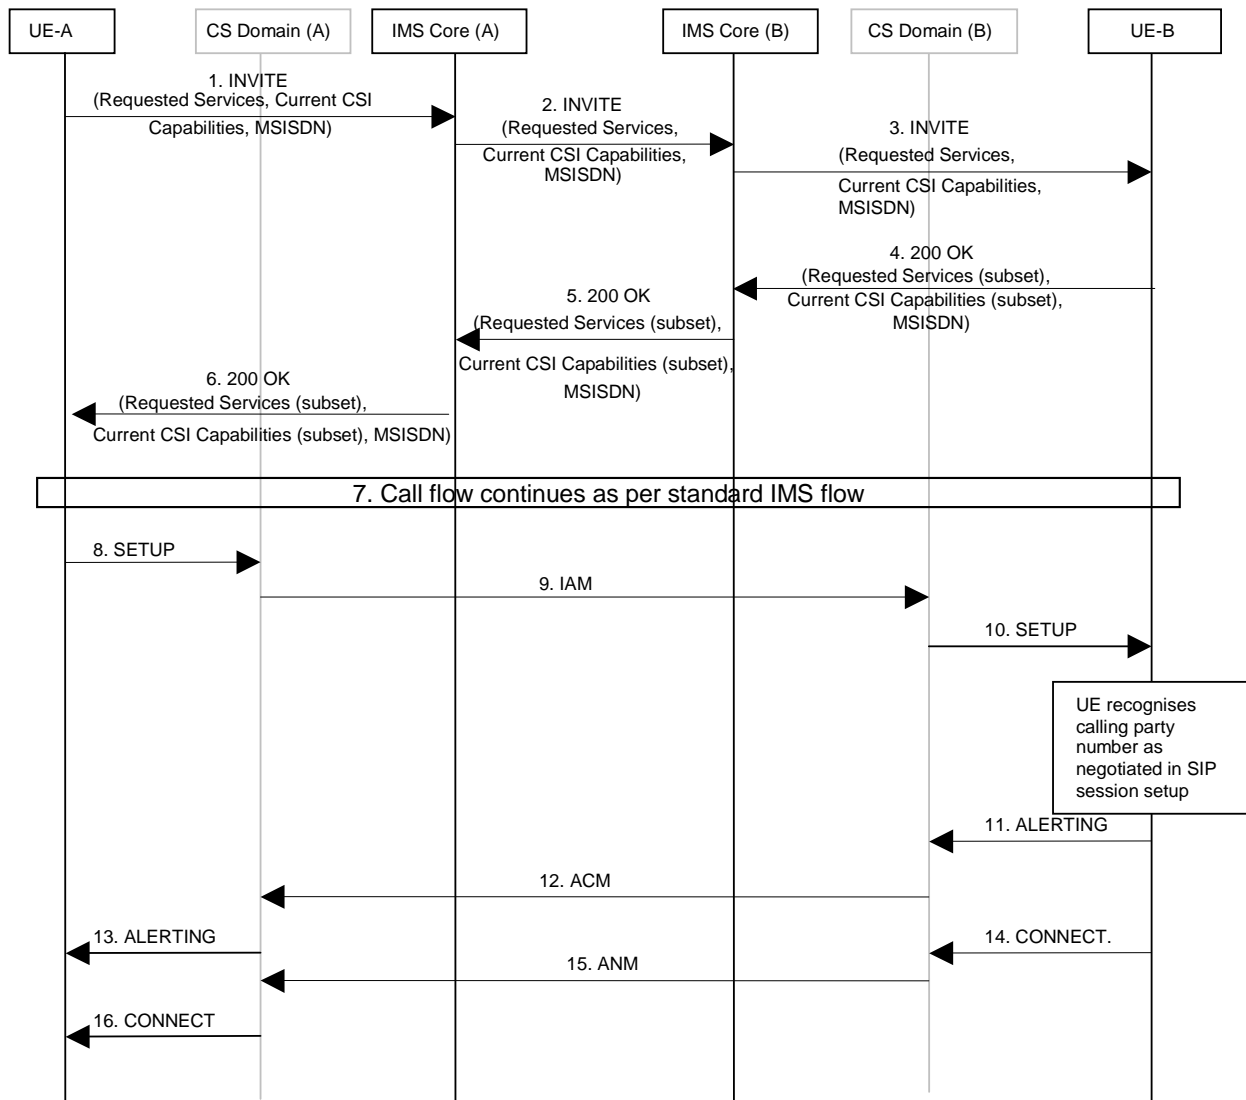 UE-A
CS Domain (A)
IMS Core (A)
IMS Core (B)
CS Domain (B)
UE-B
1. INVITE
(Requested Services, Current CSI
Capabilities, MSISDN)
2. INVITE
(Requested Services,
Current CSI Capabilities,
MSISDN)
3. INVITE
(Requested Services,
Current CSI Capabilities,
MSISDN)
4. 200 OK
(Requested Services (subset),
Current CSI Capabilities (subset),
MSISDN)
5. 200 OK
(Requested Services (subset),
Current CSI Capabilities (subset),
MSISDN)
6. 200 OK
(Requested Services (subset),
Current CSI Capabilities (subset), MSISDN)
7. Call flow continues as per standard IMS flow
8. SETUP
9. IAM
10. SETUP
UE recognises
calling party
number as
negotiated in SIP
session setup
11. ALERTING
12. ACM
13. ALERTING
14. CONNECT.
15. ANM
16. CONNECT